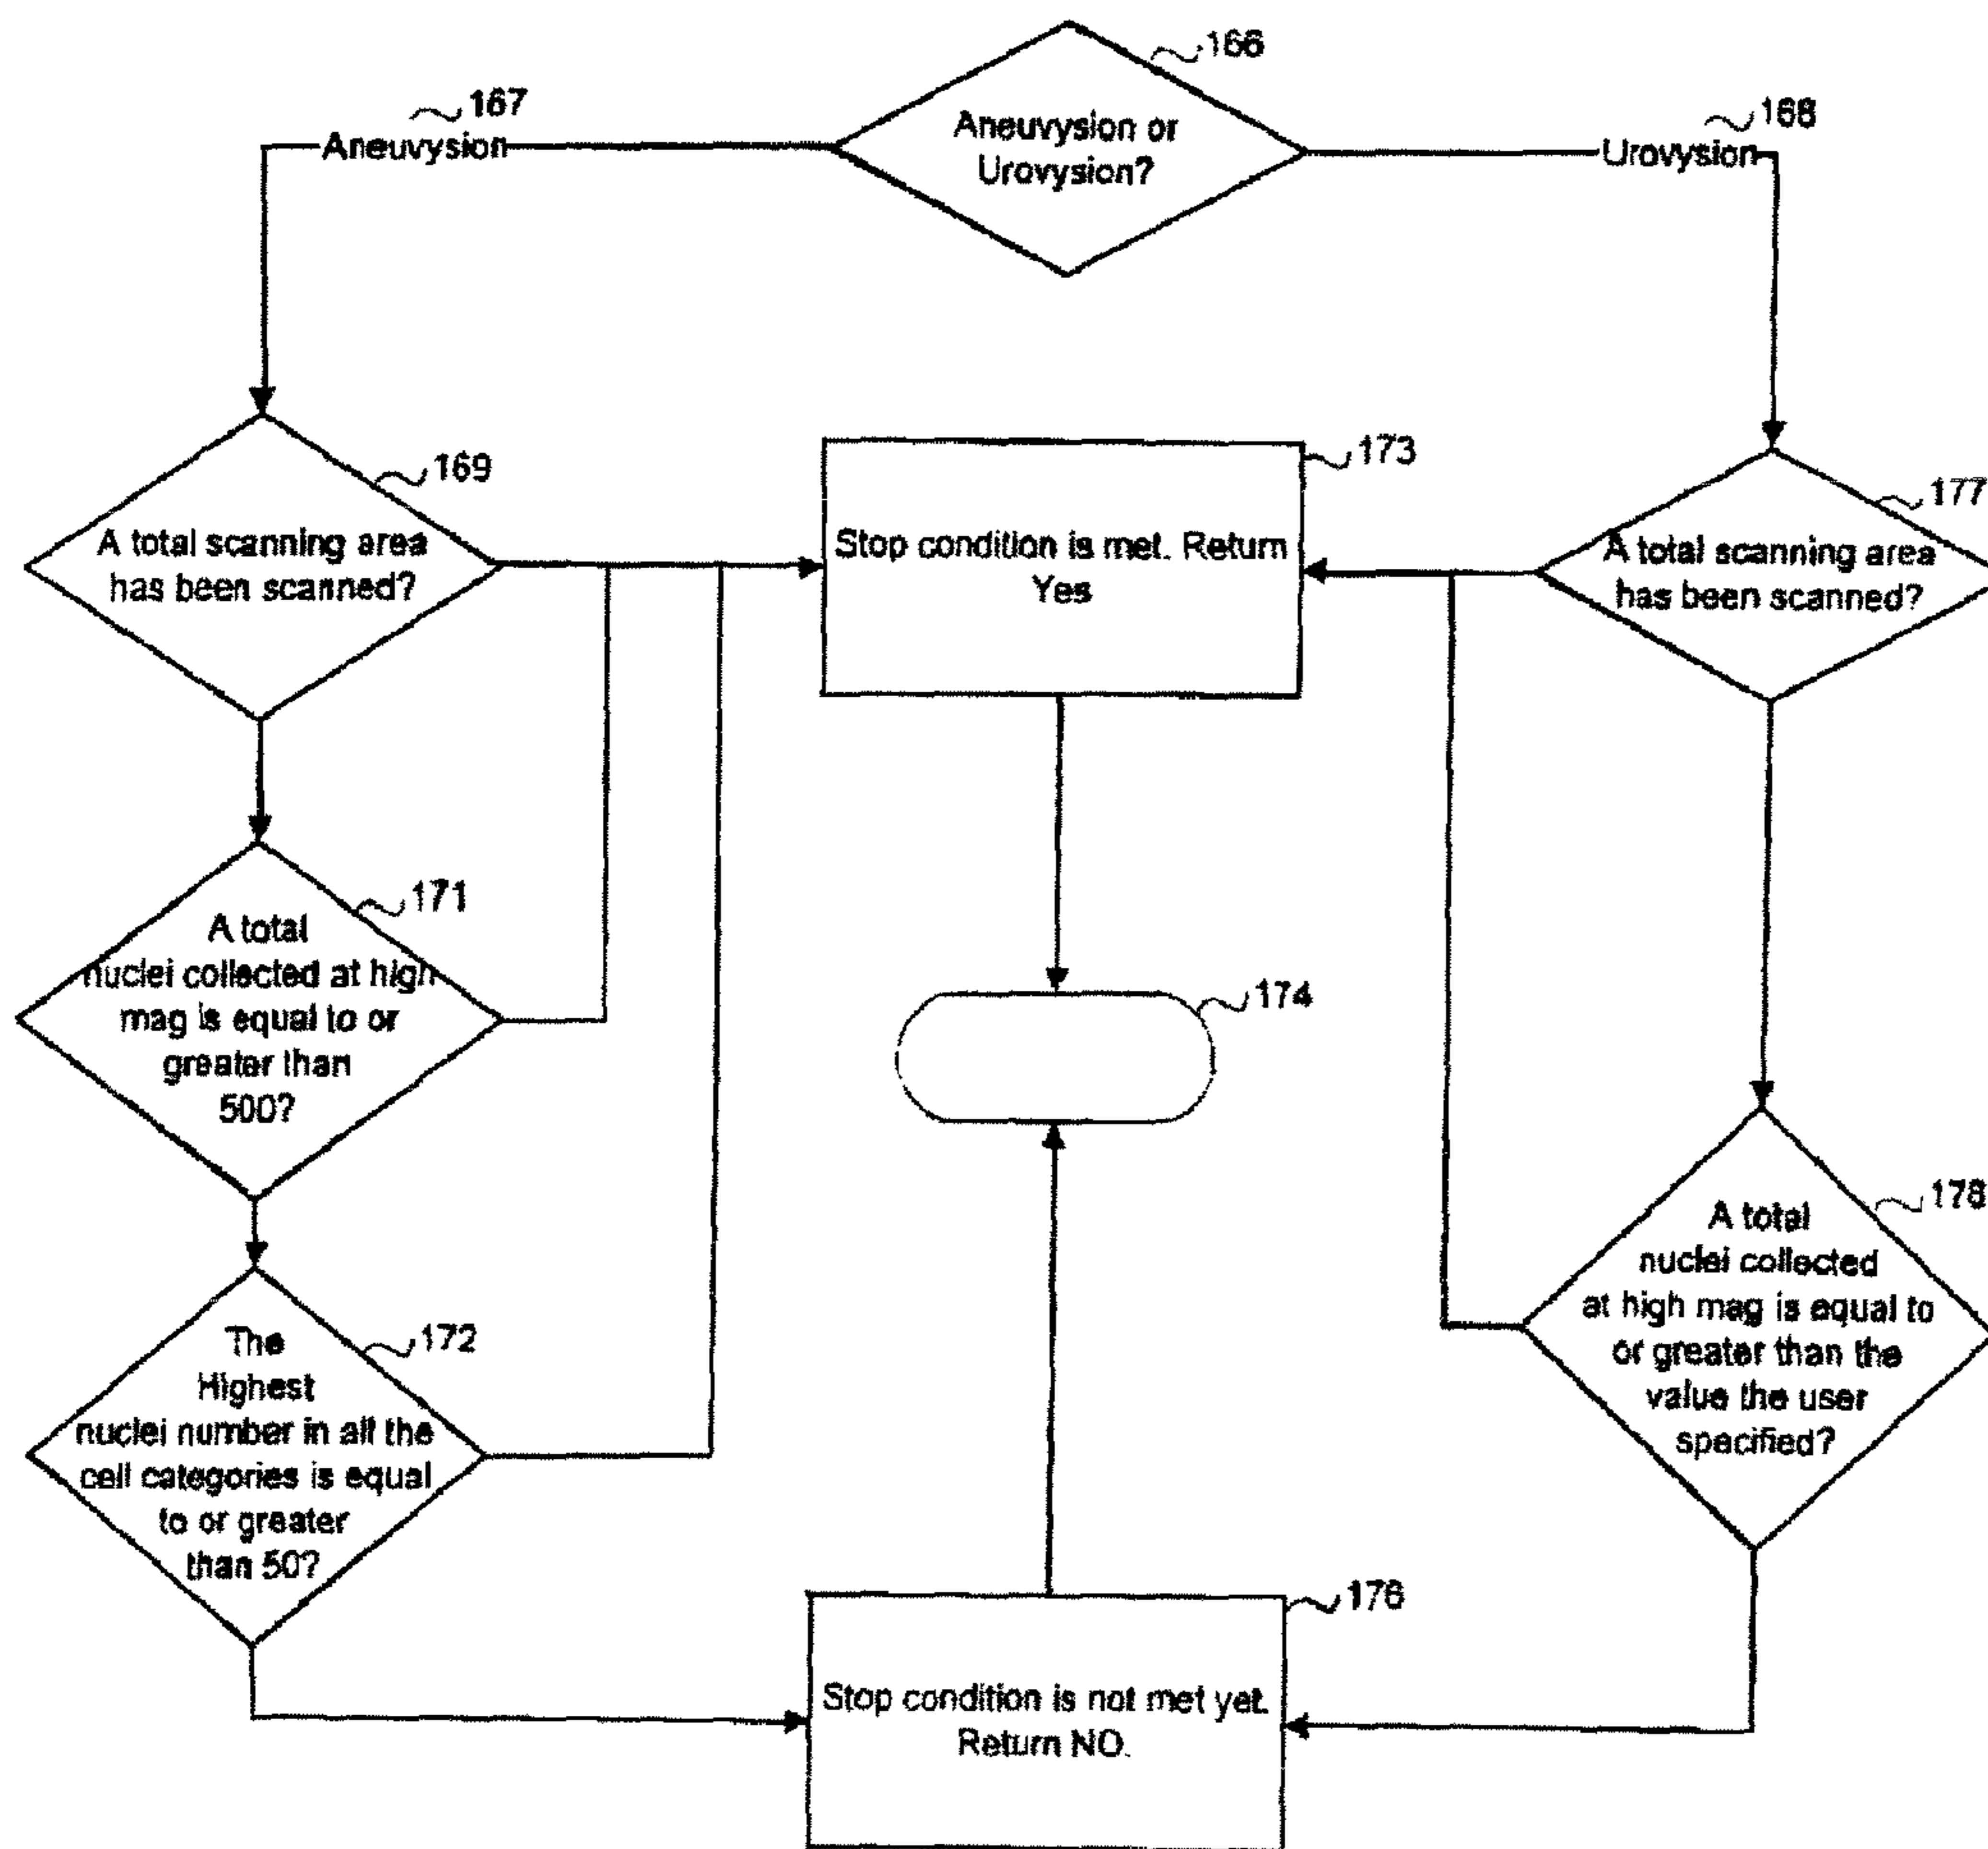 166
Aneuvysion or
Urovysion?
167
Aneuvysion
168
Urovysion
169
A total scanning area
has been scanned?
173
Stop condition is met. Return
Yes
177
A total scanning area
has been scanned?
171
A total
nuclei collected at high
mag is equal to or
greater than
500?
174
172
The
Highest
nuclei number in all the
cell categories is equal
to or greater
than 50?
178
A total
nuclei collected
at high mag is equal to
or greater than the
value the user
specified?
176
Stop condition is not met yet.
Return NO.